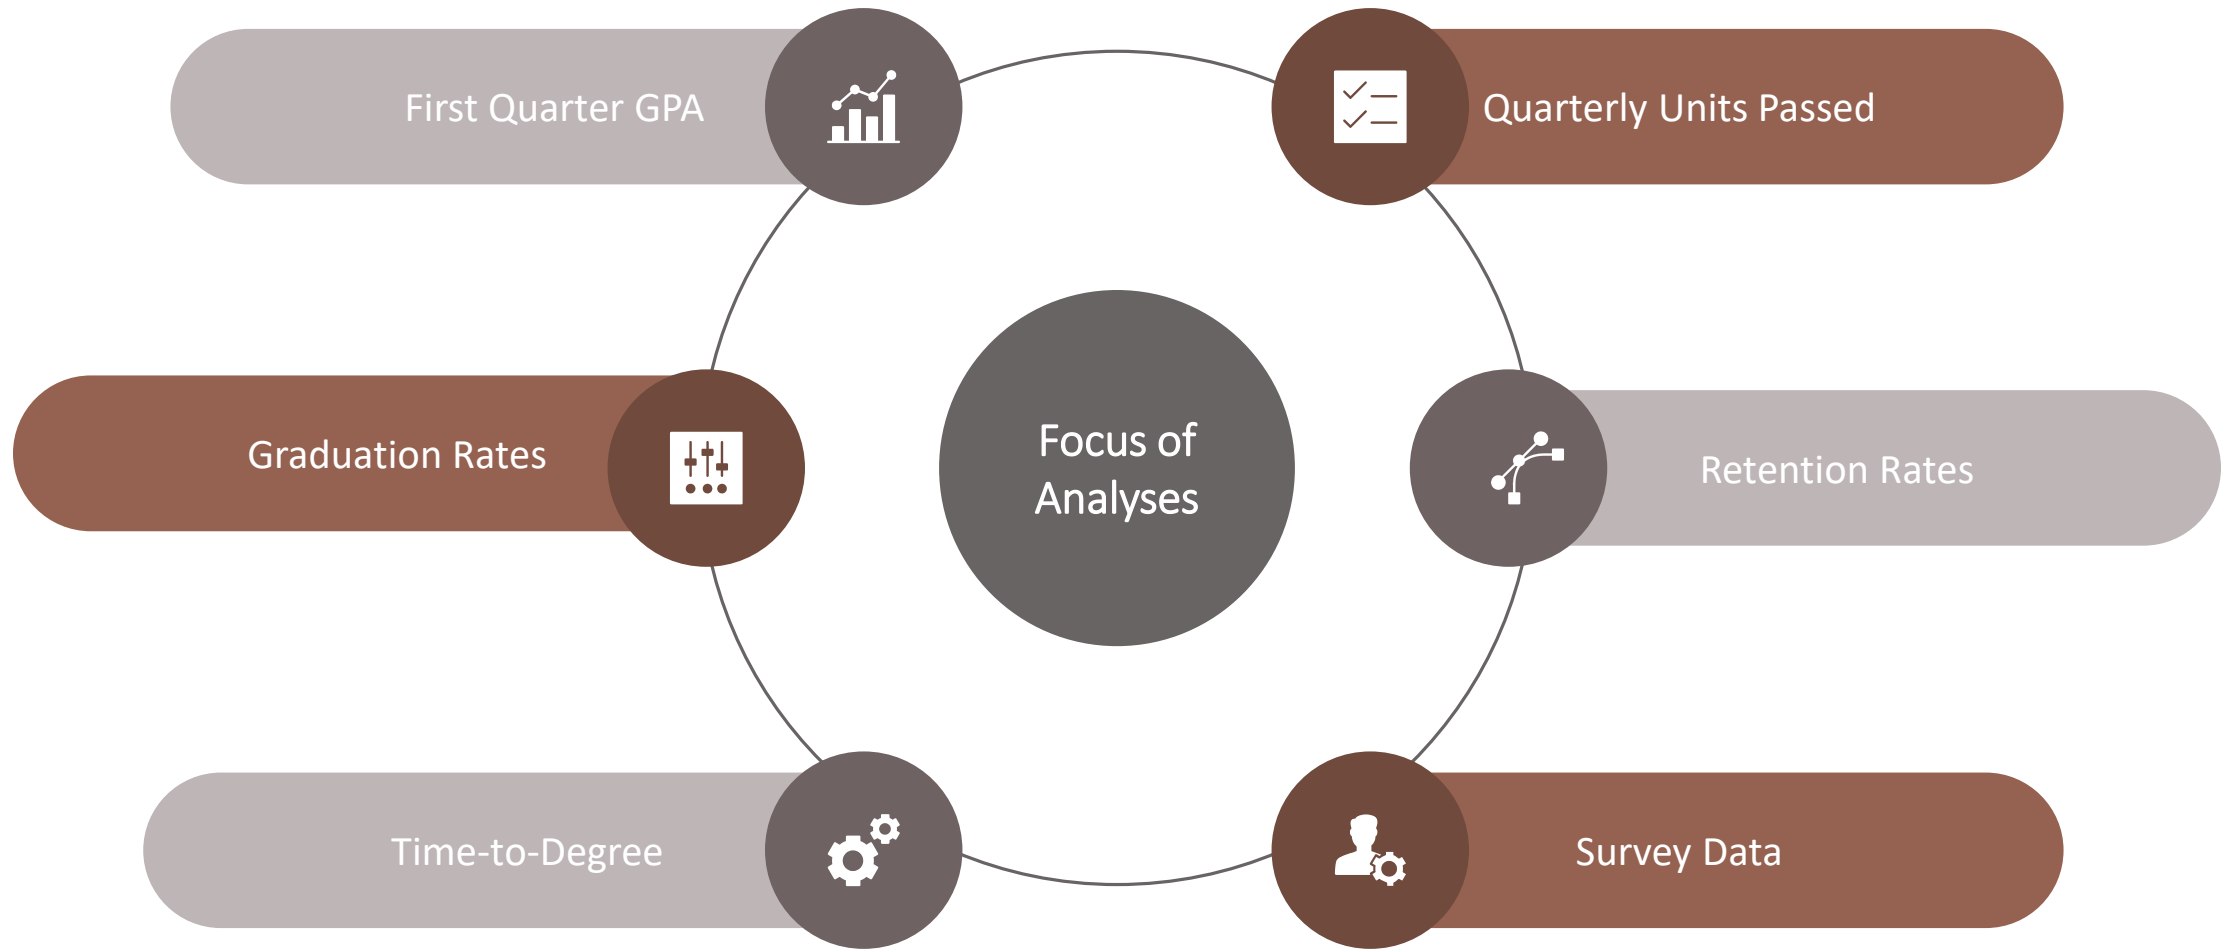 First Quarter GPA
Quarterly Units Passed
Graduation Rates
Focus of
Analyses
Retention Rates
Time-to-Degree
Survey Data